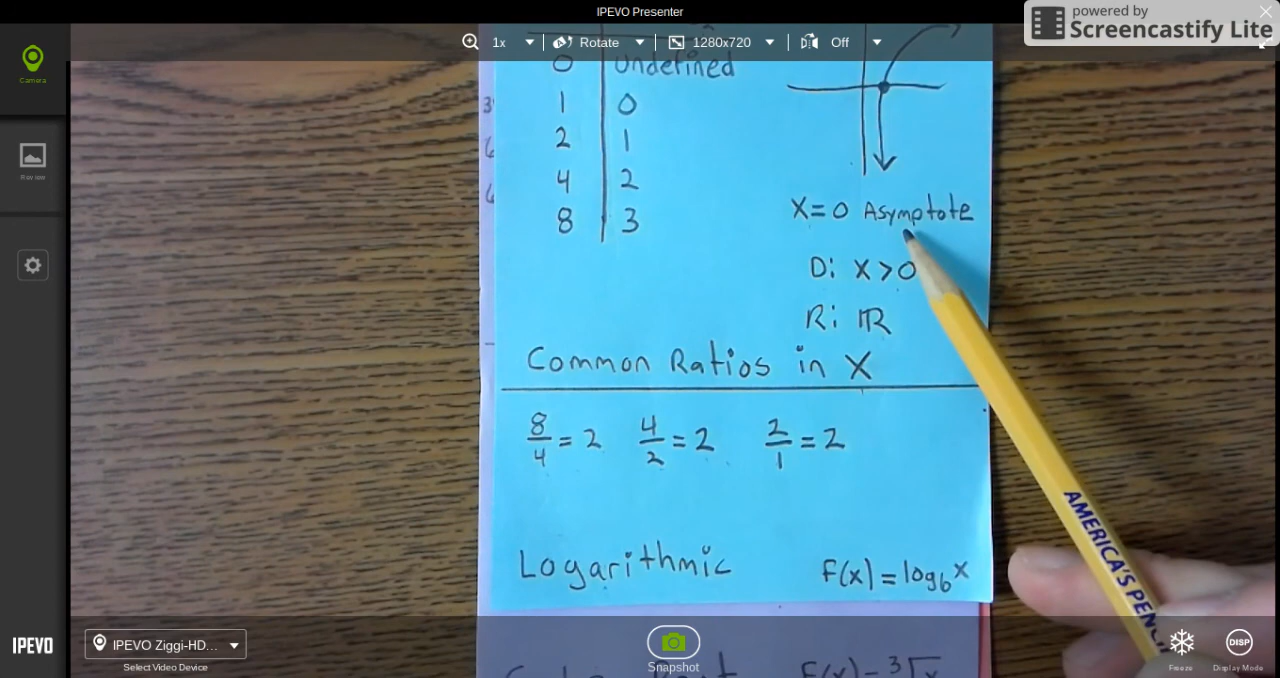 IPEVO Presenter
powered by
Screencastify Lite
1x Rotate 1280x720 Off
Camera
Review
0 undefined
1 0
2 1
4 2
8 3
X=0 Asymptote
D: X>0
R: ℝ
Common Ratios in X
8/4 = 2 4/2 = 2 2/1 = 2
Logarithmic F(x) = log_b x
F(x) = ³√x
AMERICA'S PENC
IPEVO
IPEVO Ziggi-HD...
Select Video Device
Snapshot
Freeze
DISP
Display Mode